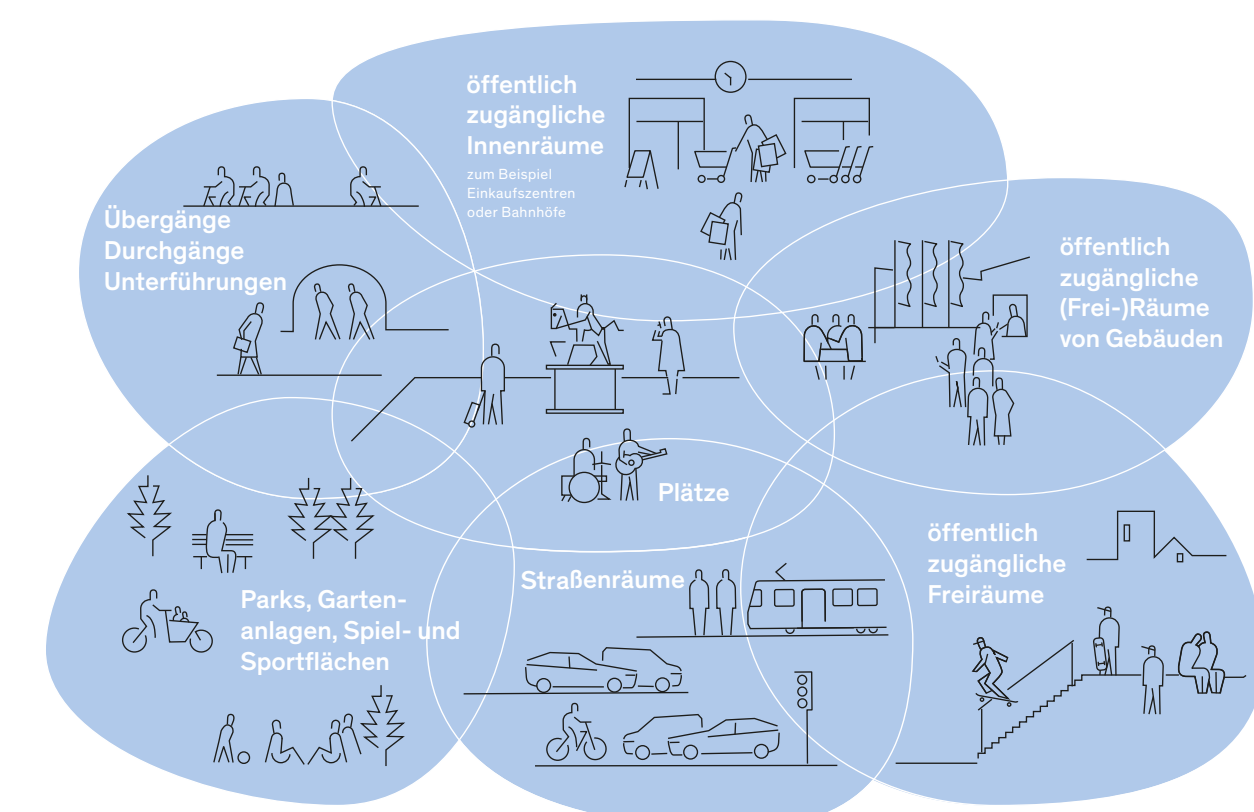 öffentlich
zugängliche
Innenräume
zum Beispiel
Einkaufszentren
oder Bahnhöfe
Übergänge
Durchgänge
Unterführungen
öffentlich
zugängliche
(Frei-)Räume
von Gebäuden
Plätze
öffentlich
zugängliche
Freiräume
Straßenräume
Parks, Garten-
anlagen, Spiel- und
Sportflächen